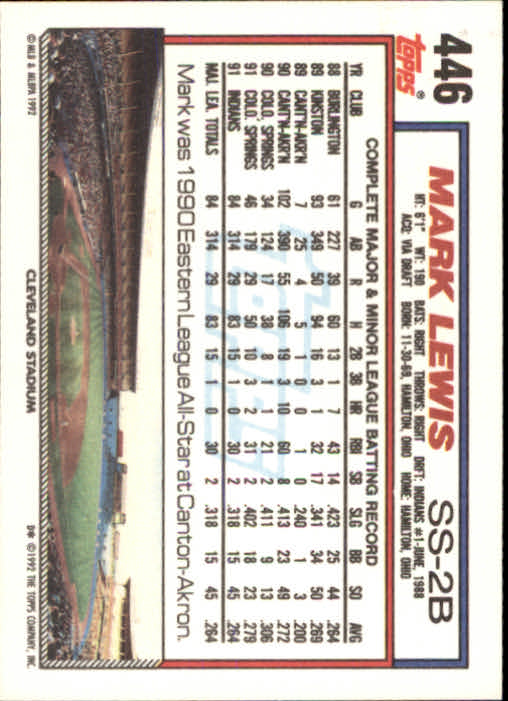 446
Topps®
MARK LEWIS SS-2B
HT: 6'1" WT: 190 BATS: RIGHT THROWS: RIGHT DRFT: INDIANS #1-JUNE, 1988
ACQ: VIA DRAFT BORN: 11-30-69, HAMILTON, OHIO HOME: HAMILTON, OHIO
COMPLETE MAJOR & MINOR LEAGUE BATTING RECORD
YR CLUB G AB R H 2B 3B HR RBI SB SLG BB SO AVG
88 BURLINGTON 61 227 39 60 13 1 7 43 14 .423 25 44 .264
89 KINSTON 93 349 50 94 16 3 1 32 17 .341 34 50 .269
89 CANT'N-AKR'N 7 25 4 5 1 0 0 1 0 .240 1 3 .200
90 CANT'N-AKR'N 102 390 55 106 19 3 10 60 8 .413 23 49 .272
90 COLO. SPRINGS 34 124 17 38 8 1 1 21 2 .411 9 13 .306
91 COLO. SPRINGS 46 179 29 50 10 3 2 31 2 .402 18 23 .279
91 INDIANS 84 314 29 83 15 1 0 30 2 .318 15 45 .264
MAJ. LEA. TOTALS 84 314 29 83 15 1 0 30 2 .318 15 45 .264
Mark was 1990 Eastern League All-Star at Canton-Akron.
©MLB & MLBPA 1992
CLEVELAND STADIUM
D* ©1992 THE TOPPS COMPANY, INC.